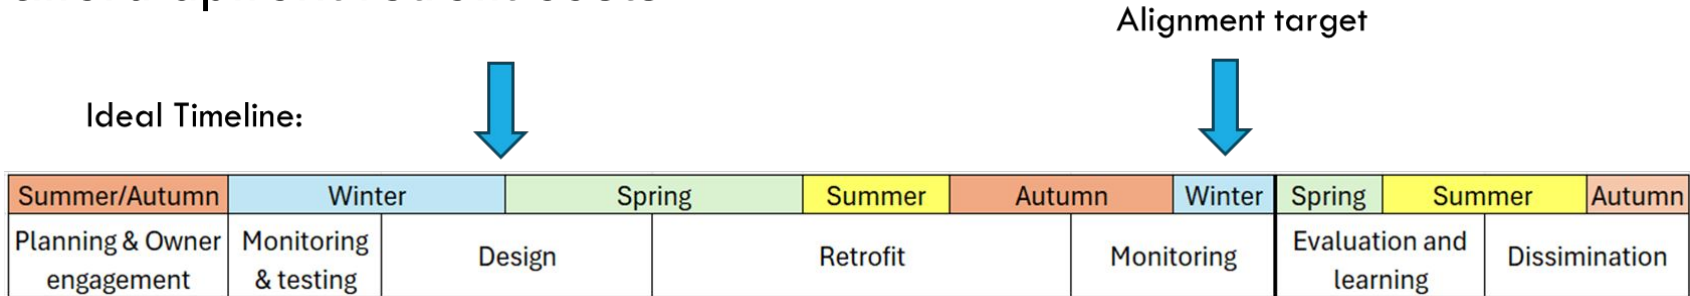 Alignment target
Ideal Timeline:
Summer/Autumn Winter Spring Summer Autumn Winter Spring Summer Autumn
Planning & Owner engagement
Monitoring & testing
Design
Retrofit
Monitoring
Evaluation and learning
Dissimination